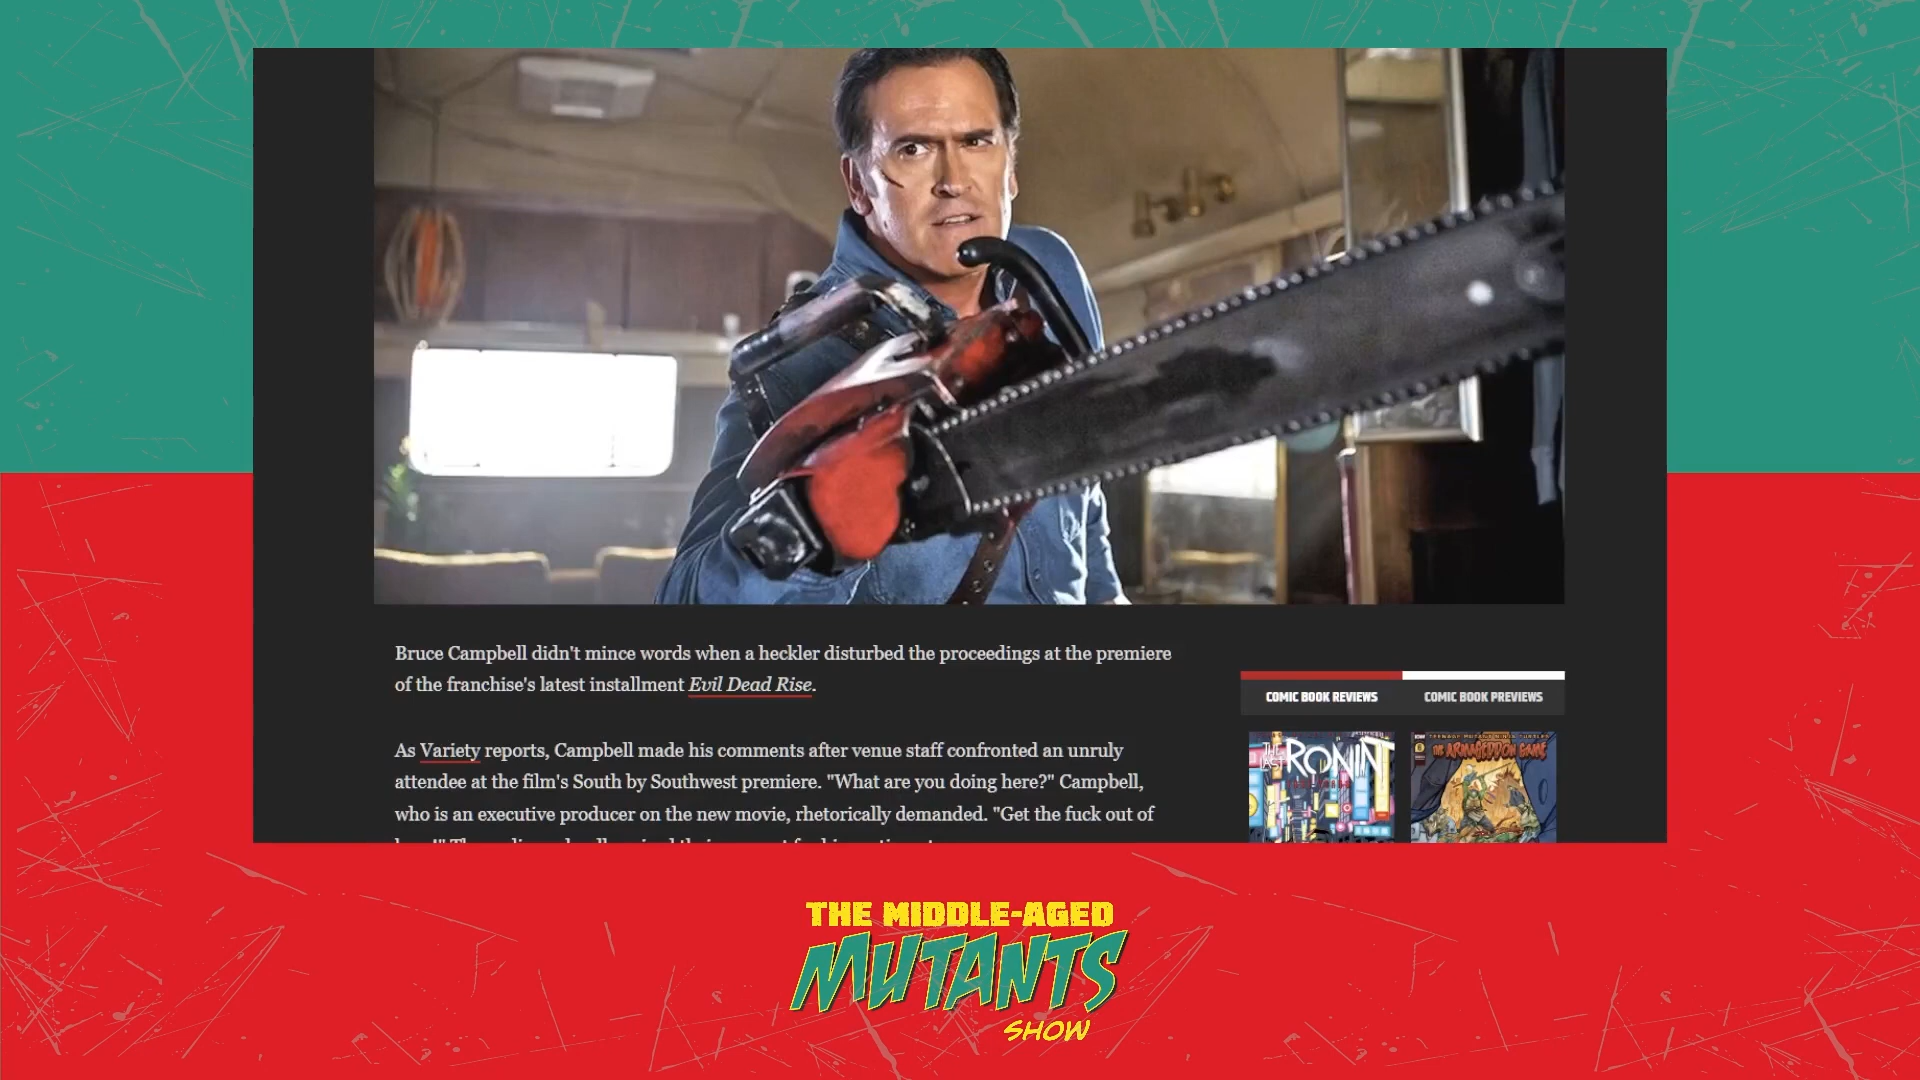 Bruce Campbell didn't mince words when a heckler disturbed the proceedings at the premiere
of the franchise's latest installment Evil Dead Rise.
As Variety reports, Campbell made his comments after venue staff confronted an unruly
attendee at the film's South by Southwest premiere. "What are you doing here?" Campbell,
who is an executive producer on the new movie, rhetorically demanded. "Get the fuck out of
COMIC BOOK REVIEWS
COMIC BOOK PREVIEWS
THE LAST RONIN
TEENAGE MUTANT NINJA TURTLES
THE ARMAGEDDON GAME
THE MIDDLE-AGED
MUTANTS
SHOW